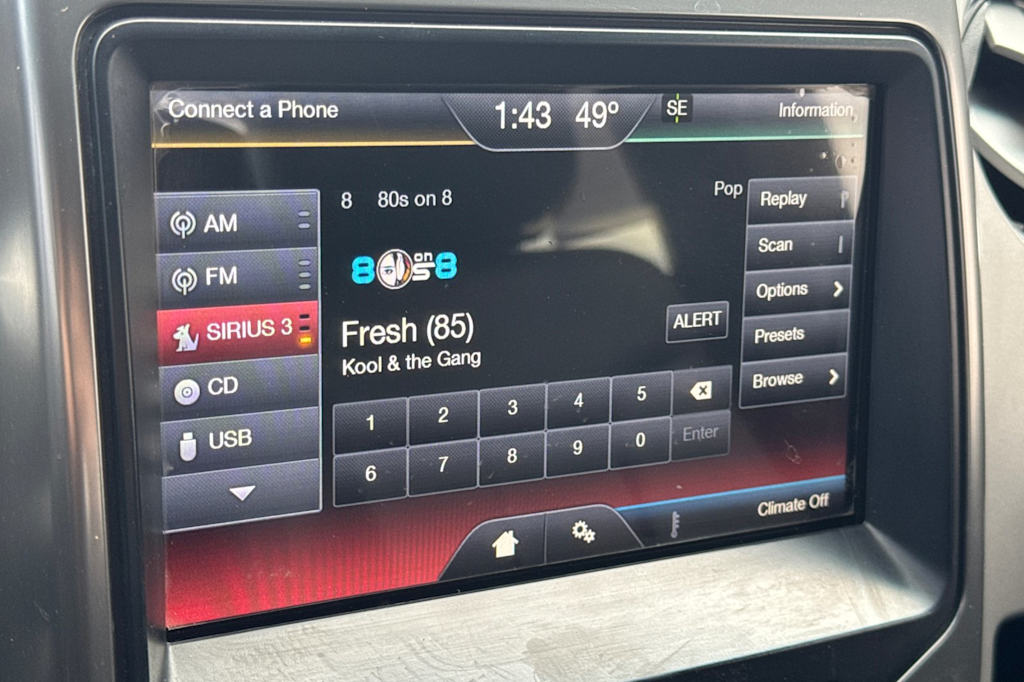 Connect a Phone
1:43 49°
SE
Information
AM
FM
SIRIUS 3
CD
USB
8 80s on 8
Pop
80s on 8
Fresh (85)
Kool & the Gang
ALERT
1 2 3 4 5
6 7 8 9 0
Enter
Replay
Scan
Options
Presets
Browse
Climate Off